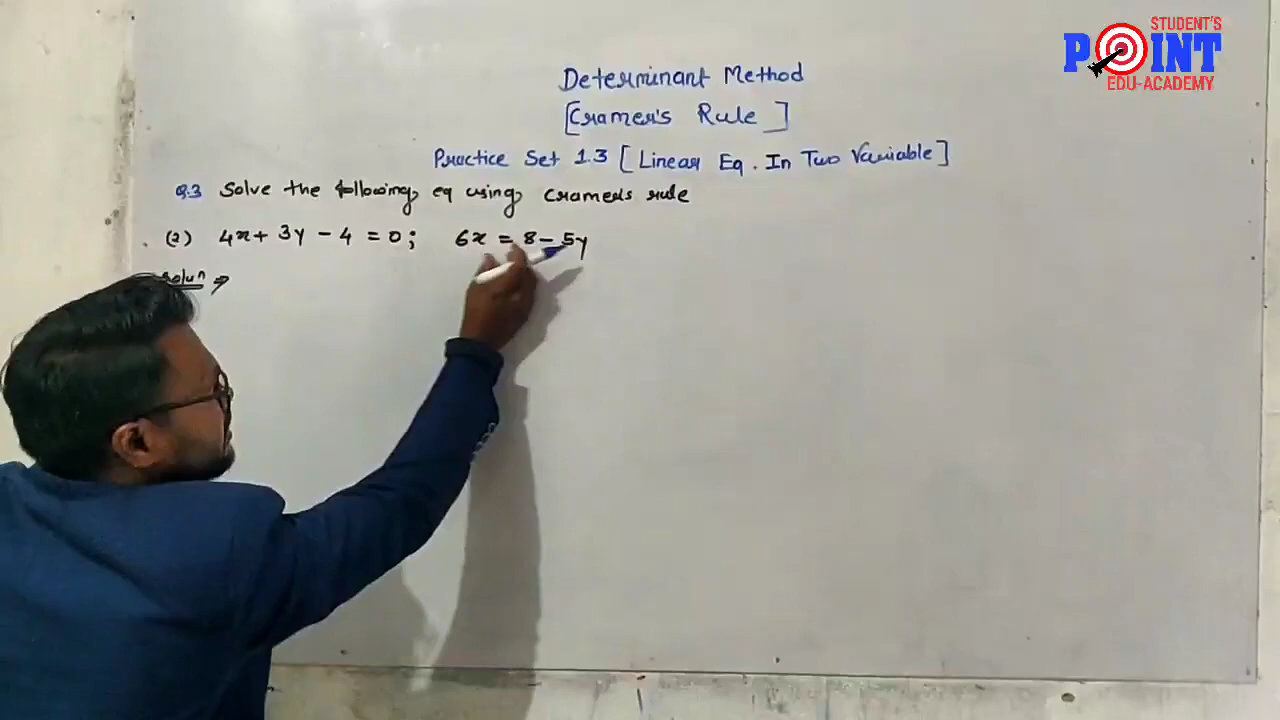 STUDENT'S
POINT
EDU-ACADEMY
Determinant Method
[Cramer's Rule]
Practice Set 1.3 [Linear Eq. In Two Variable]
Q.3 Solve the following eq using Cramer's rule
(2) 4x + 3y - 4 = 0; 6x = 8 - 5y
Soluⁿ ⇒